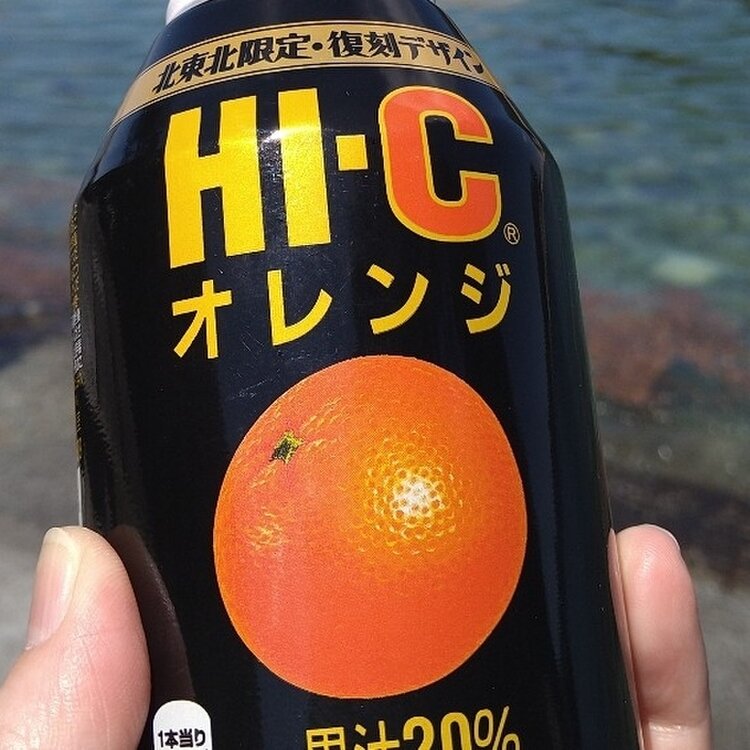 北東北限定・復刻デザイン
HI-C®
オレンジ
果汁20%
1本当り